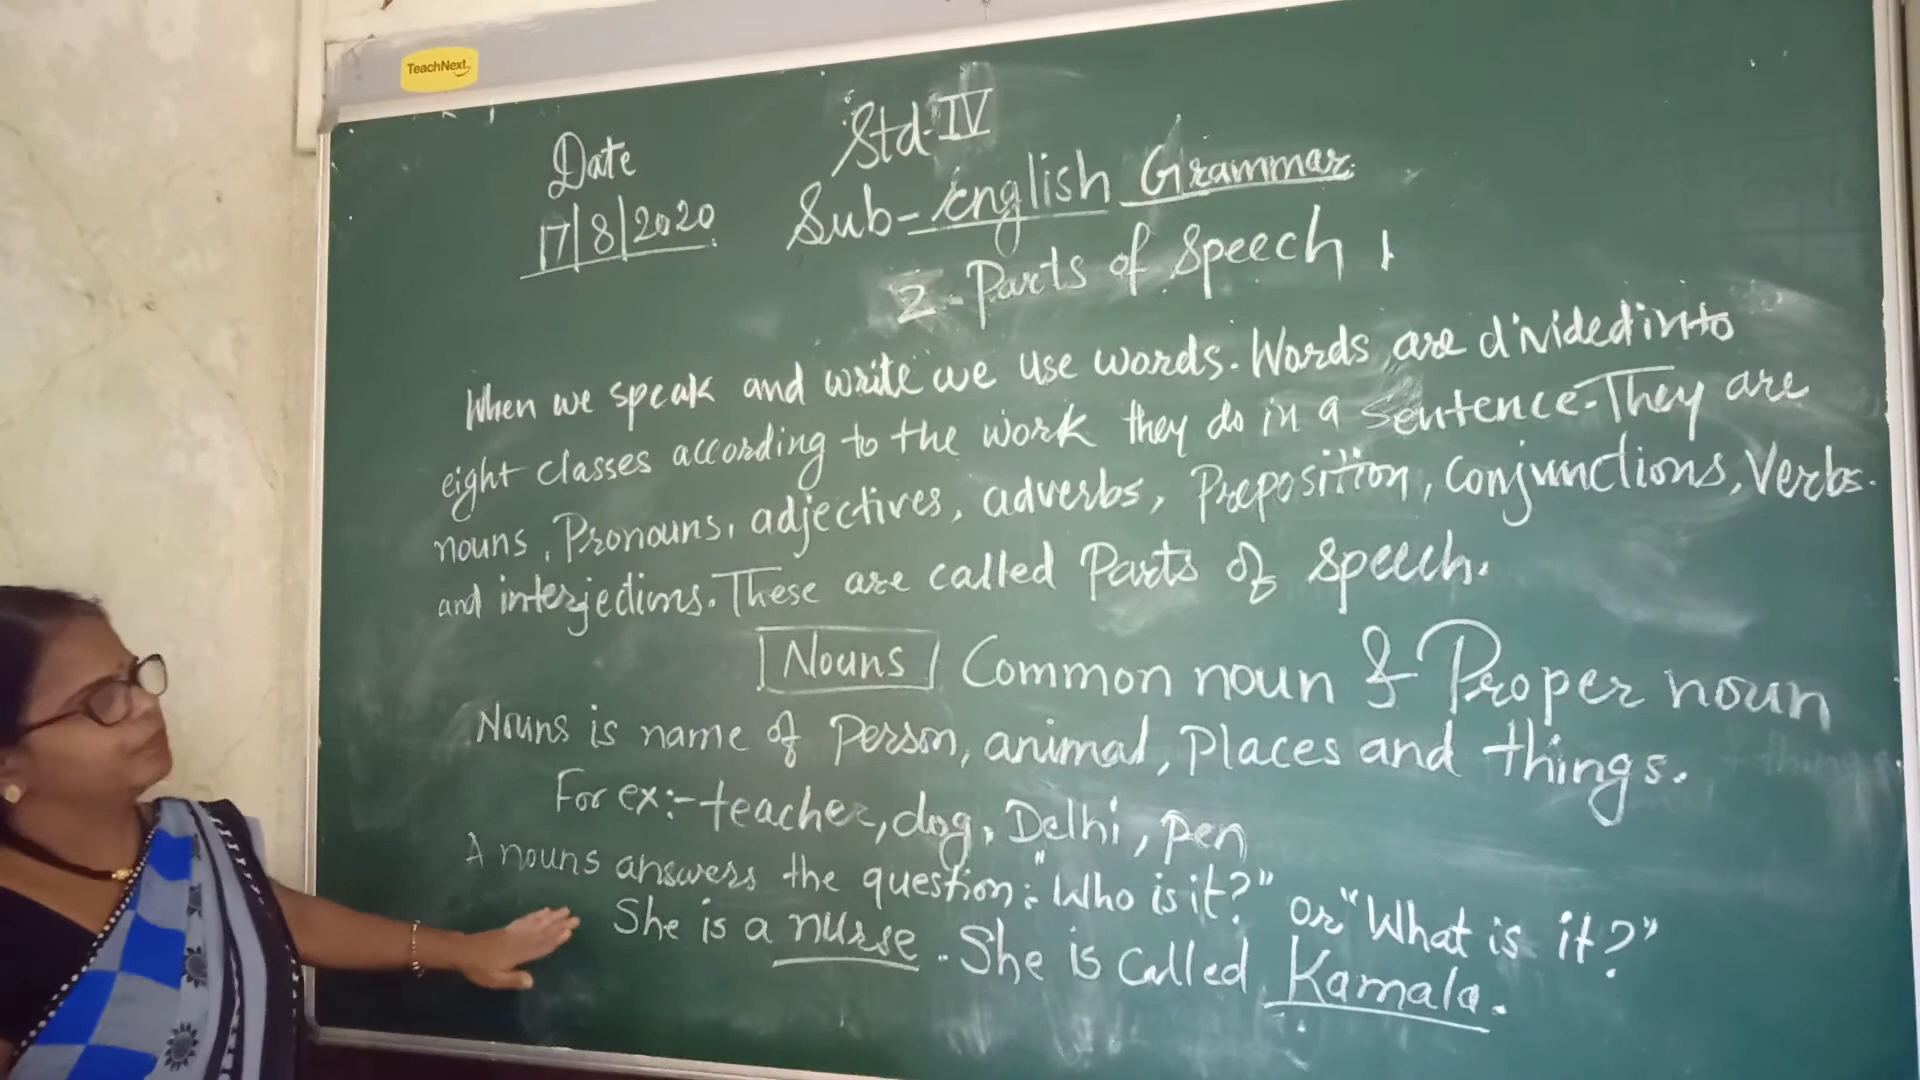 TeachNext
Std-IV
Date
17/8/2020
Sub-English Grammar.
2-Parts of Speech
When we speak and write we use words. Words are divided into
eight classes according to the work they do in a sentence. They are
nouns, Pronouns, adjectives, adverbs, Preposition, Conjunctions, Verbs.
and interjections. These are called Parts of speech.
Nouns Common noun & Proper noun
Nouns is name of Person, animal, Places and things.
For ex:- teacher, dog, Delhi, pen
A nouns answers the question: "Who is it?" or "What is it?"
She is a nurse. She is called Kamala.